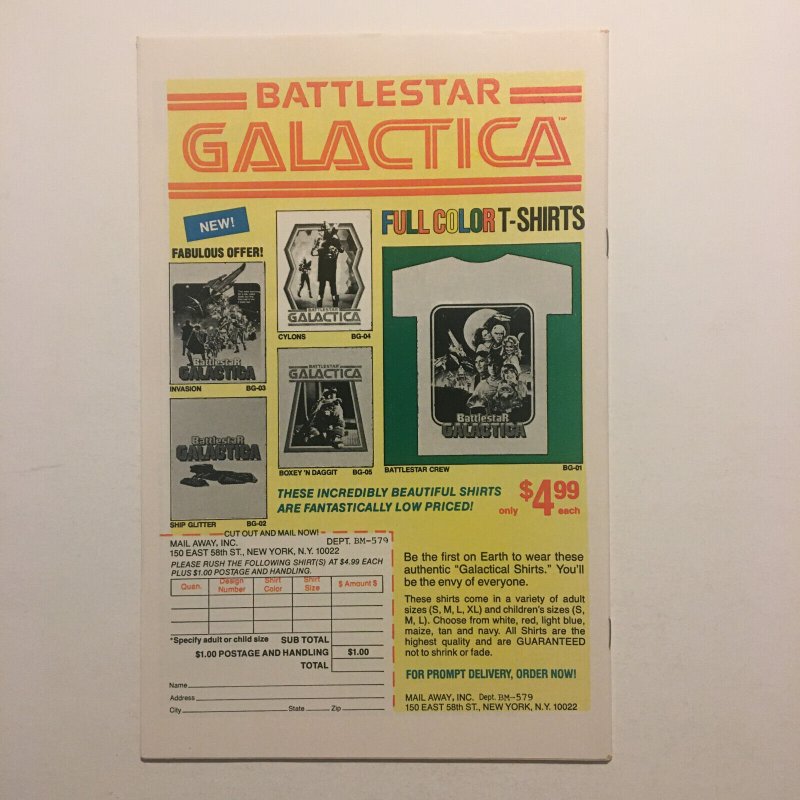 BATTLESTAR
GALACTICA™
NEW!
FABULOUS OFFER!
FULL COLOR T-SHIRTS
BattlestaR
GALACTICA
INVASION BG-03
BATTLESTAR
GALACTICA
CYLONS BG-04
BATTLESTAR
GALACTICA
BOXEY 'N DAGGIT BG-05
BattlestaR
GALACTICA
SHIP GLITTER BG-02
BattlestaR
GALACTICA
BATTLESTAR CREW BG-01
THESE INCREDIBLY BEAUTIFUL SHIRTS
ARE FANTASTICALLY LOW PRICED!
only $4.99 each
CUT OUT AND MAIL NOW!
MAIL AWAY, INC. DEPT. BM-579
150 EAST 58th ST., NEW YORK, N.Y. 10022
PLEASE RUSH THE FOLLOWING SHIRT(S) AT $4.99 EACH
PLUS $1.00 POSTAGE AND HANDLING.
Quan. Design Number Shirt Color Shirt Size $ Amount $
*Specify adult or child size SUB TOTAL
$1.00 POSTAGE AND HANDLING $1.00
TOTAL
Name
Address
City State Zip
Be the first on Earth to wear these
authentic "Galactical Shirts." You'll
be the envy of everyone.
These shirts come in a variety of adult
sizes (S, M, L, XL) and children's sizes (S,
M, L). Choose from white, red, light blue,
maize, tan and navy. All Shirts are the
highest quality and are GUARANTEED
not to shrink or fade.
FOR PROMPT DELIVERY, ORDER NOW!
MAIL AWAY, INC. Dept. BM-579
150 EAST 58th ST., NEW YORK, N.Y. 10022